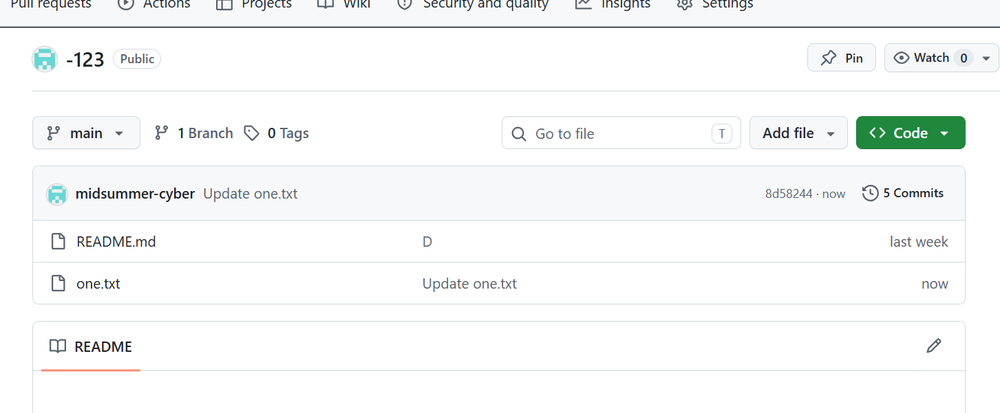 Pull requests Actions Projects Wiki Security and quality Insights Settings
-123 Public Pin Watch 0
main 1 Branch 0 Tags Go to file T Add file Code
midsummer-cyber Update one.txt 8d58244 · now 5 Commits
README.md D last week
one.txt Update one.txt now
README